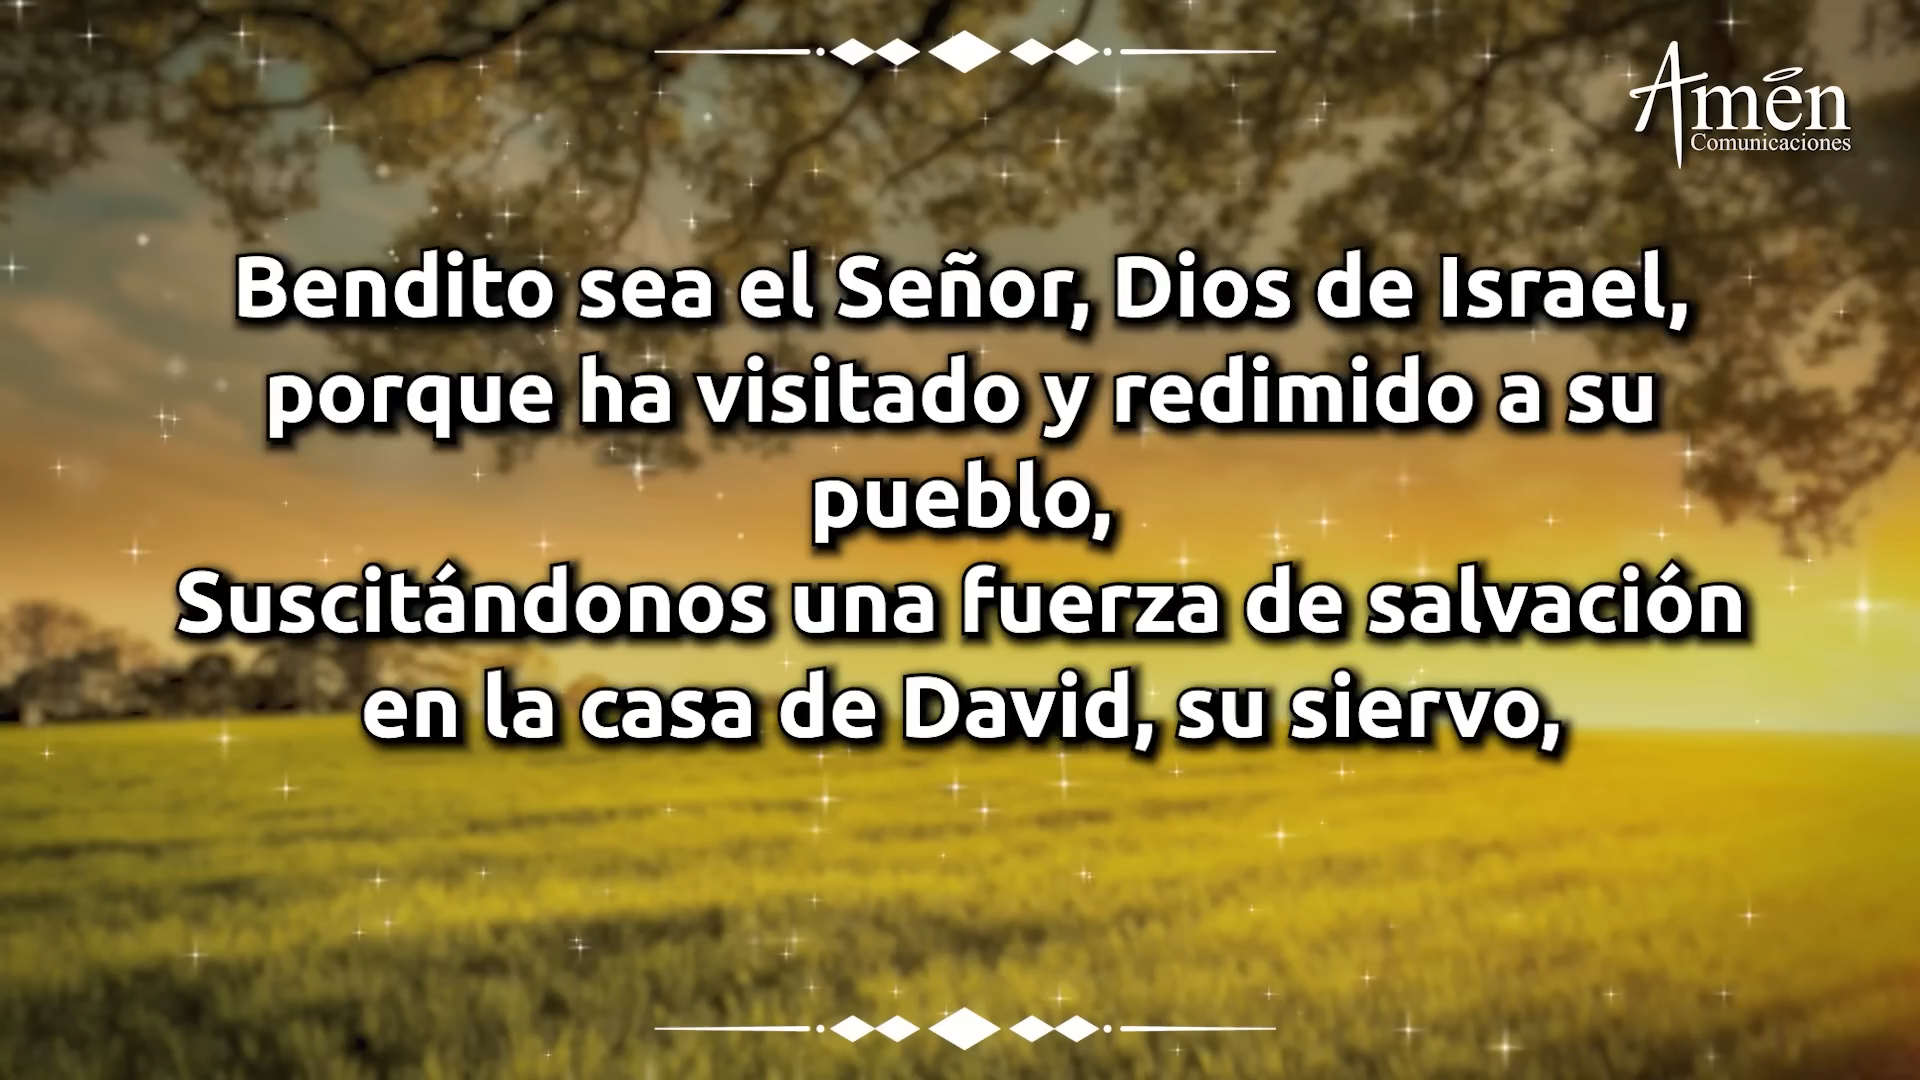 Amén
Comunicaciones
Bendito sea el Señor, Dios de Israel,
porque ha visitado y redimido a su
pueblo,
Suscitándonos una fuerza de salvación
en la casa de David, su siervo,